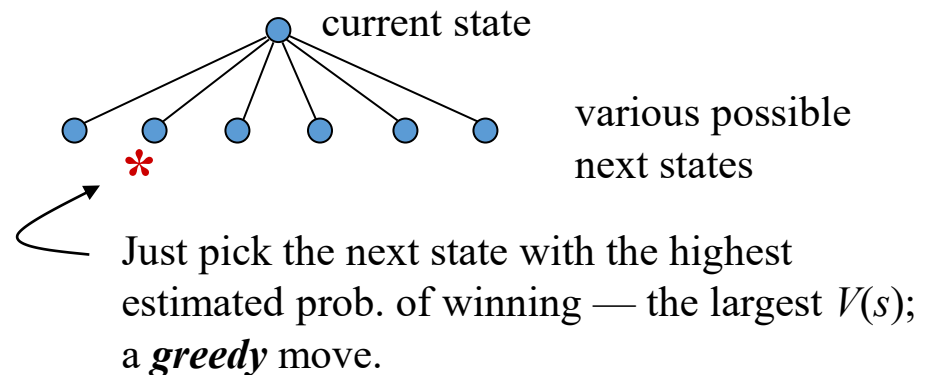 current state
various possible
next states
*
Just pick the next state with the highest
estimated prob. of winning — the largest V(s);
a greedy move.